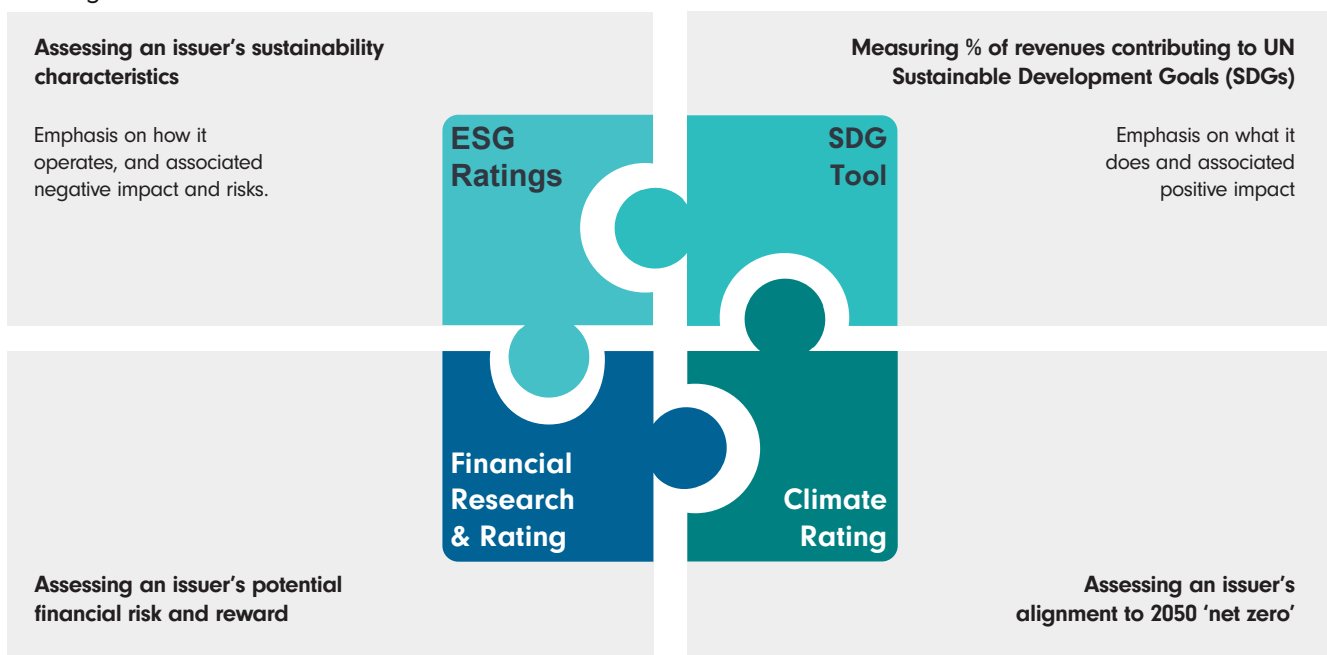 Assessing an issuer’s sustainability
characteristics
Emphasis on how it
operates, and associated
negative impact and risks.
ESG
Ratings
Measuring % of revenues contributing to UN
Sustainable Development Goals (SDGs)
Emphasis on what it
does and associated
positive impact
SDG
Tool
Financial
Research
& Rating
Assessing an issuer’s potential
financial risk and reward
Climate
Rating
Assessing an issuer’s
alignment to 2050 ‘net zero’